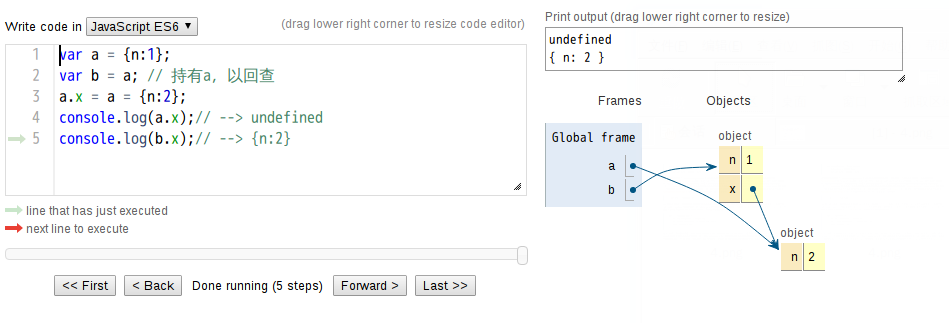 Write code in JavaScript ES6
(drag lower right corner to resize code editor)
1 var a = {n:1};
2 var b = a; // 持有a，以回查
3 a.x = a = {n:2};
4 console.log(a.x);// --> undefined
5 console.log(b.x);// --> {n:2}
line that has just executed
next line to execute
<< First < Back Done running (5 steps) Forward > Last >>
Print output (drag lower right corner to resize)
undefined
{ n: 2 }
Frames Objects
Global frame
a
b
object
n 1
x
object
n 2